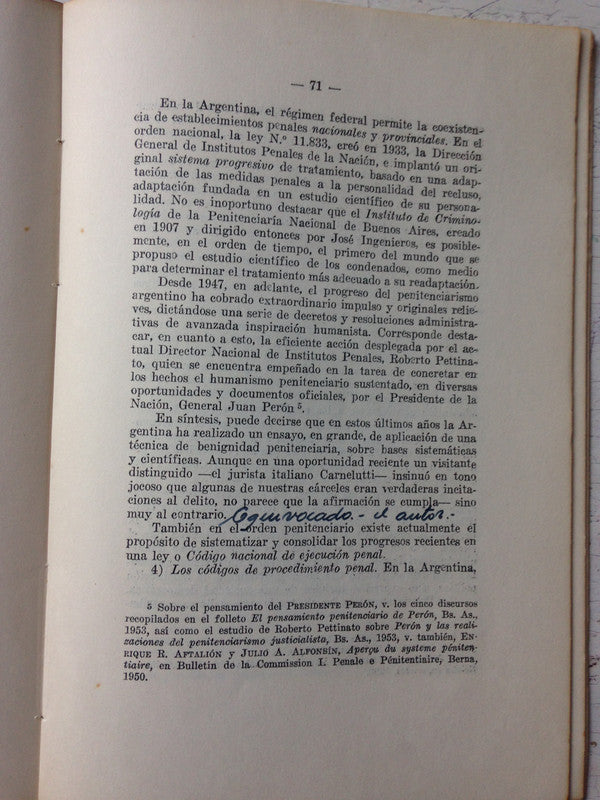 — 71 —
En la Argentina, el régimen federal permite la coexisten-
cia de establecimientos penales nacionales y provinciales. En el
orden nacional, la ley N.º 11.833, creó en 1933, la Dirección
General de Institutos Penales de la Nación, e implantó un ori-
ginal sistema progresivo de tratamiento, basado en una adap-
tación de las medidas penales a la personalidad del recluso,
adaptación fundada en un estudio científico de su persona-
lidad. No es inoportuno destacar que el Instituto de Crimino-
logía de la Penitenciaría Nacional de Buenos Aires, creado
en 1907 y dirigido entonces por José Ingenieros, es posible-
mente, en el orden de tiempo, el primero del mundo que se
propuso el estudio científico de los condenados, como medio
para determinar el tratamiento más adecuado a su readaptación.
Desde 1947, en adelante, el progreso del penitenciarismo
argentino ha cobrado extraordinario impulso y originales relie-
ves, dictándose una serie de decretos y resoluciones administra-
tivas de avanzada inspiración humanista. Corresponde desta-
car, en cuanto a esto, la eficiente acción desplegada por el ac-
tual Director Nacional de Institutos Penales, Roberto Pettina-
to, quien se encuentra empeñado en la tarea de concretar en
los hechos el humanismo penitenciario sustentado, en diversas
oportunidades y documentos oficiales, por el Presidente de la
Nación, General Juan Perón 5.
En síntesis, puede decirse que en estos últimos años la Ar-
gentina ha realizado un ensayo, en grande, de aplicación de una
técnica de benignidad penitenciaria, sobre bases sistemáticas
y científicas. Aunque en una oportunidad reciente un visitante
distinguido —el jurista italiano Carnelutti— insinuó en tono
jocoso que algunas de nuestras cárceles eran verdaderas incita-
ciones al delito, no parece que la afirmación se cumpla— sino
muy al contrario. Equivocado.- el autor.-
También en el orden penitenciario existe actualmente el
propósito de sistematizar y consolidar los progresos recientes
en una ley o Código nacional de ejecución penal.
4) Los códigos de procedimiento penal. En la Argentina,
5 Sobre el pensamiento del PRESIDENTE PERÓN, v. los cinco discursos
recopilados en el folleto El pensamiento penitenciario de Perón, Bs. As.,
1953, así como el estudio de Roberto Pettinato sobre Perón y las reali-
zaciones del penitenciarismo justicialista, Bs. As., 1953, v. también, EN-
RIQUE R. AFTALIÓN y JULIO A. ALFONSÍN, Aperçu du systeme péniten-
tiaire, en Bulletin de la Commission I. Penale e Pénitentiaire, Berna,
1950.